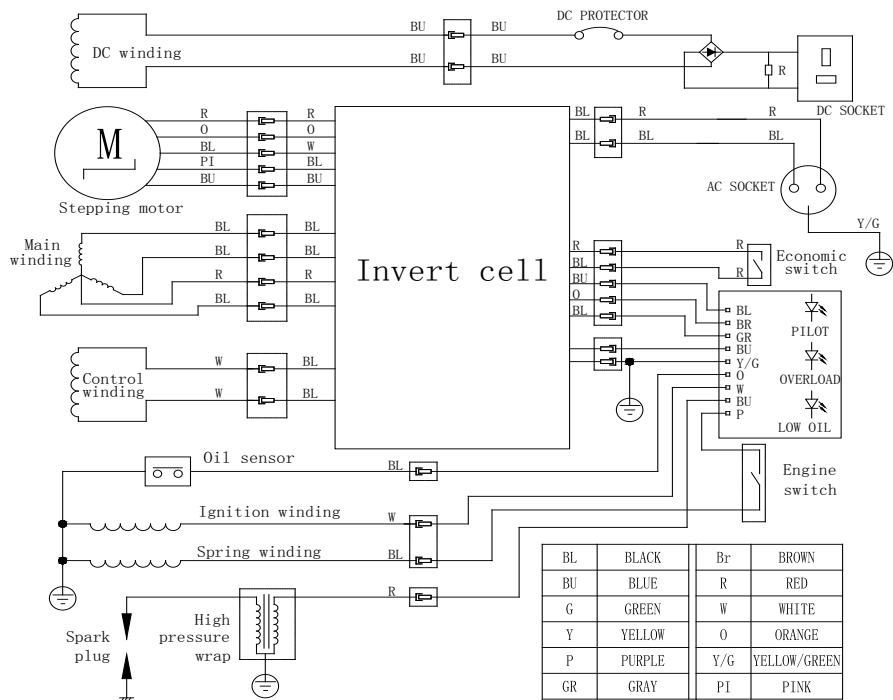 DC PROTECTOR
BU
BU
DC winding
BU
BU
R
DC SOCKET
R
R
O
O
BL
W
PI
BL
BU
BU
M
Stepping motor
BL
R
R
BL
BL
BL
AC SOCKET
Y/G
Main
winding
BL
BL
BL
BL
R
R
BL
BL
Invert cell
R
R
BL
R
BU
O
BL
Economic
switch
BL
BR
GR
BU
Y/G
O
W
BU
P
PILOT
OVERLOAD
LOW OIL
Control
winding
W
BL
W
BL
Oil sensor
BL
Engine
switch
Ignition winding
W
Spring winding
BL
R
Spark
plug
High
pressure
wrap
BL BLACK Br BROWN
BU BLUE R RED
G GREEN W WHITE
Y YELLOW O ORANGE
P PURPLE Y/G YELLOW/GREEN
GR GRAY PI PINK